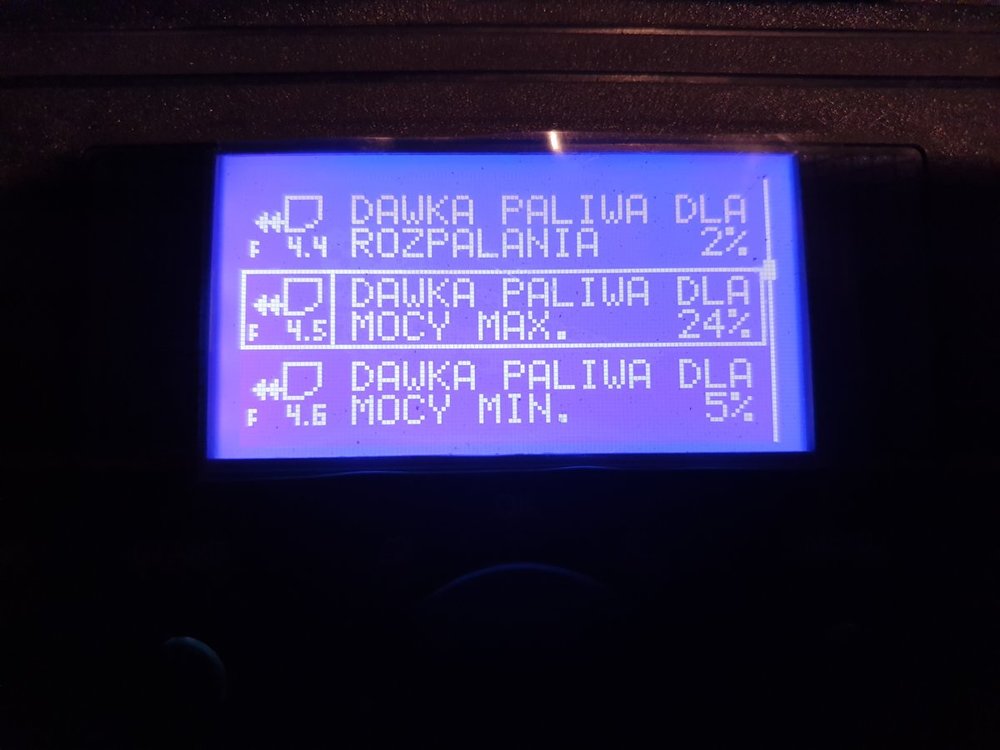 DAWKA PALIWA DLA
F 4.4 ROZPALANIA 2%
DAWKA PALIWA DLA
F 4.5 MOCY MAX. 24%
DAWKA PALIWA DLA
F 4.6 MOCY MIN. 5%